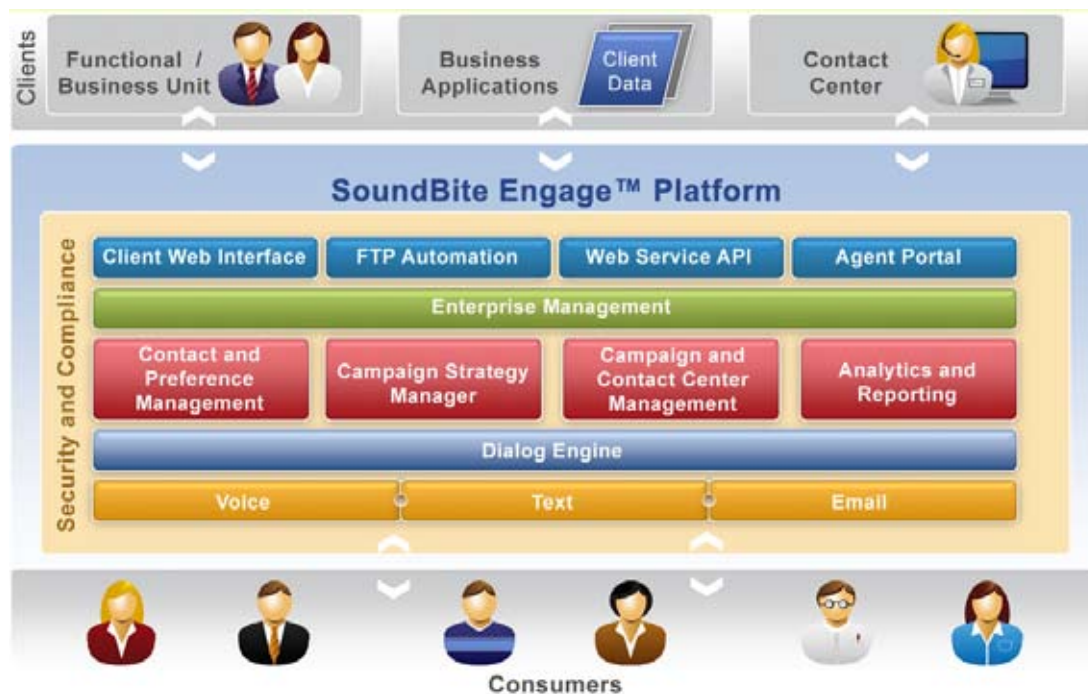 Clients
Functional /
Business Unit
Business
Applications
Client
Data
Contact
Center
SoundBite Engage™ Platform
Security and Compliance
Client Web Interface
FTP Automation
Web Service API
Agent Portal
Enterprise Management
Contact and
Preference
Management
Campaign Strategy
Manager
Campaign and
Contact Center
Management
Analytics and
Reporting
Dialog Engine
Voice
Text
Email
Consumers